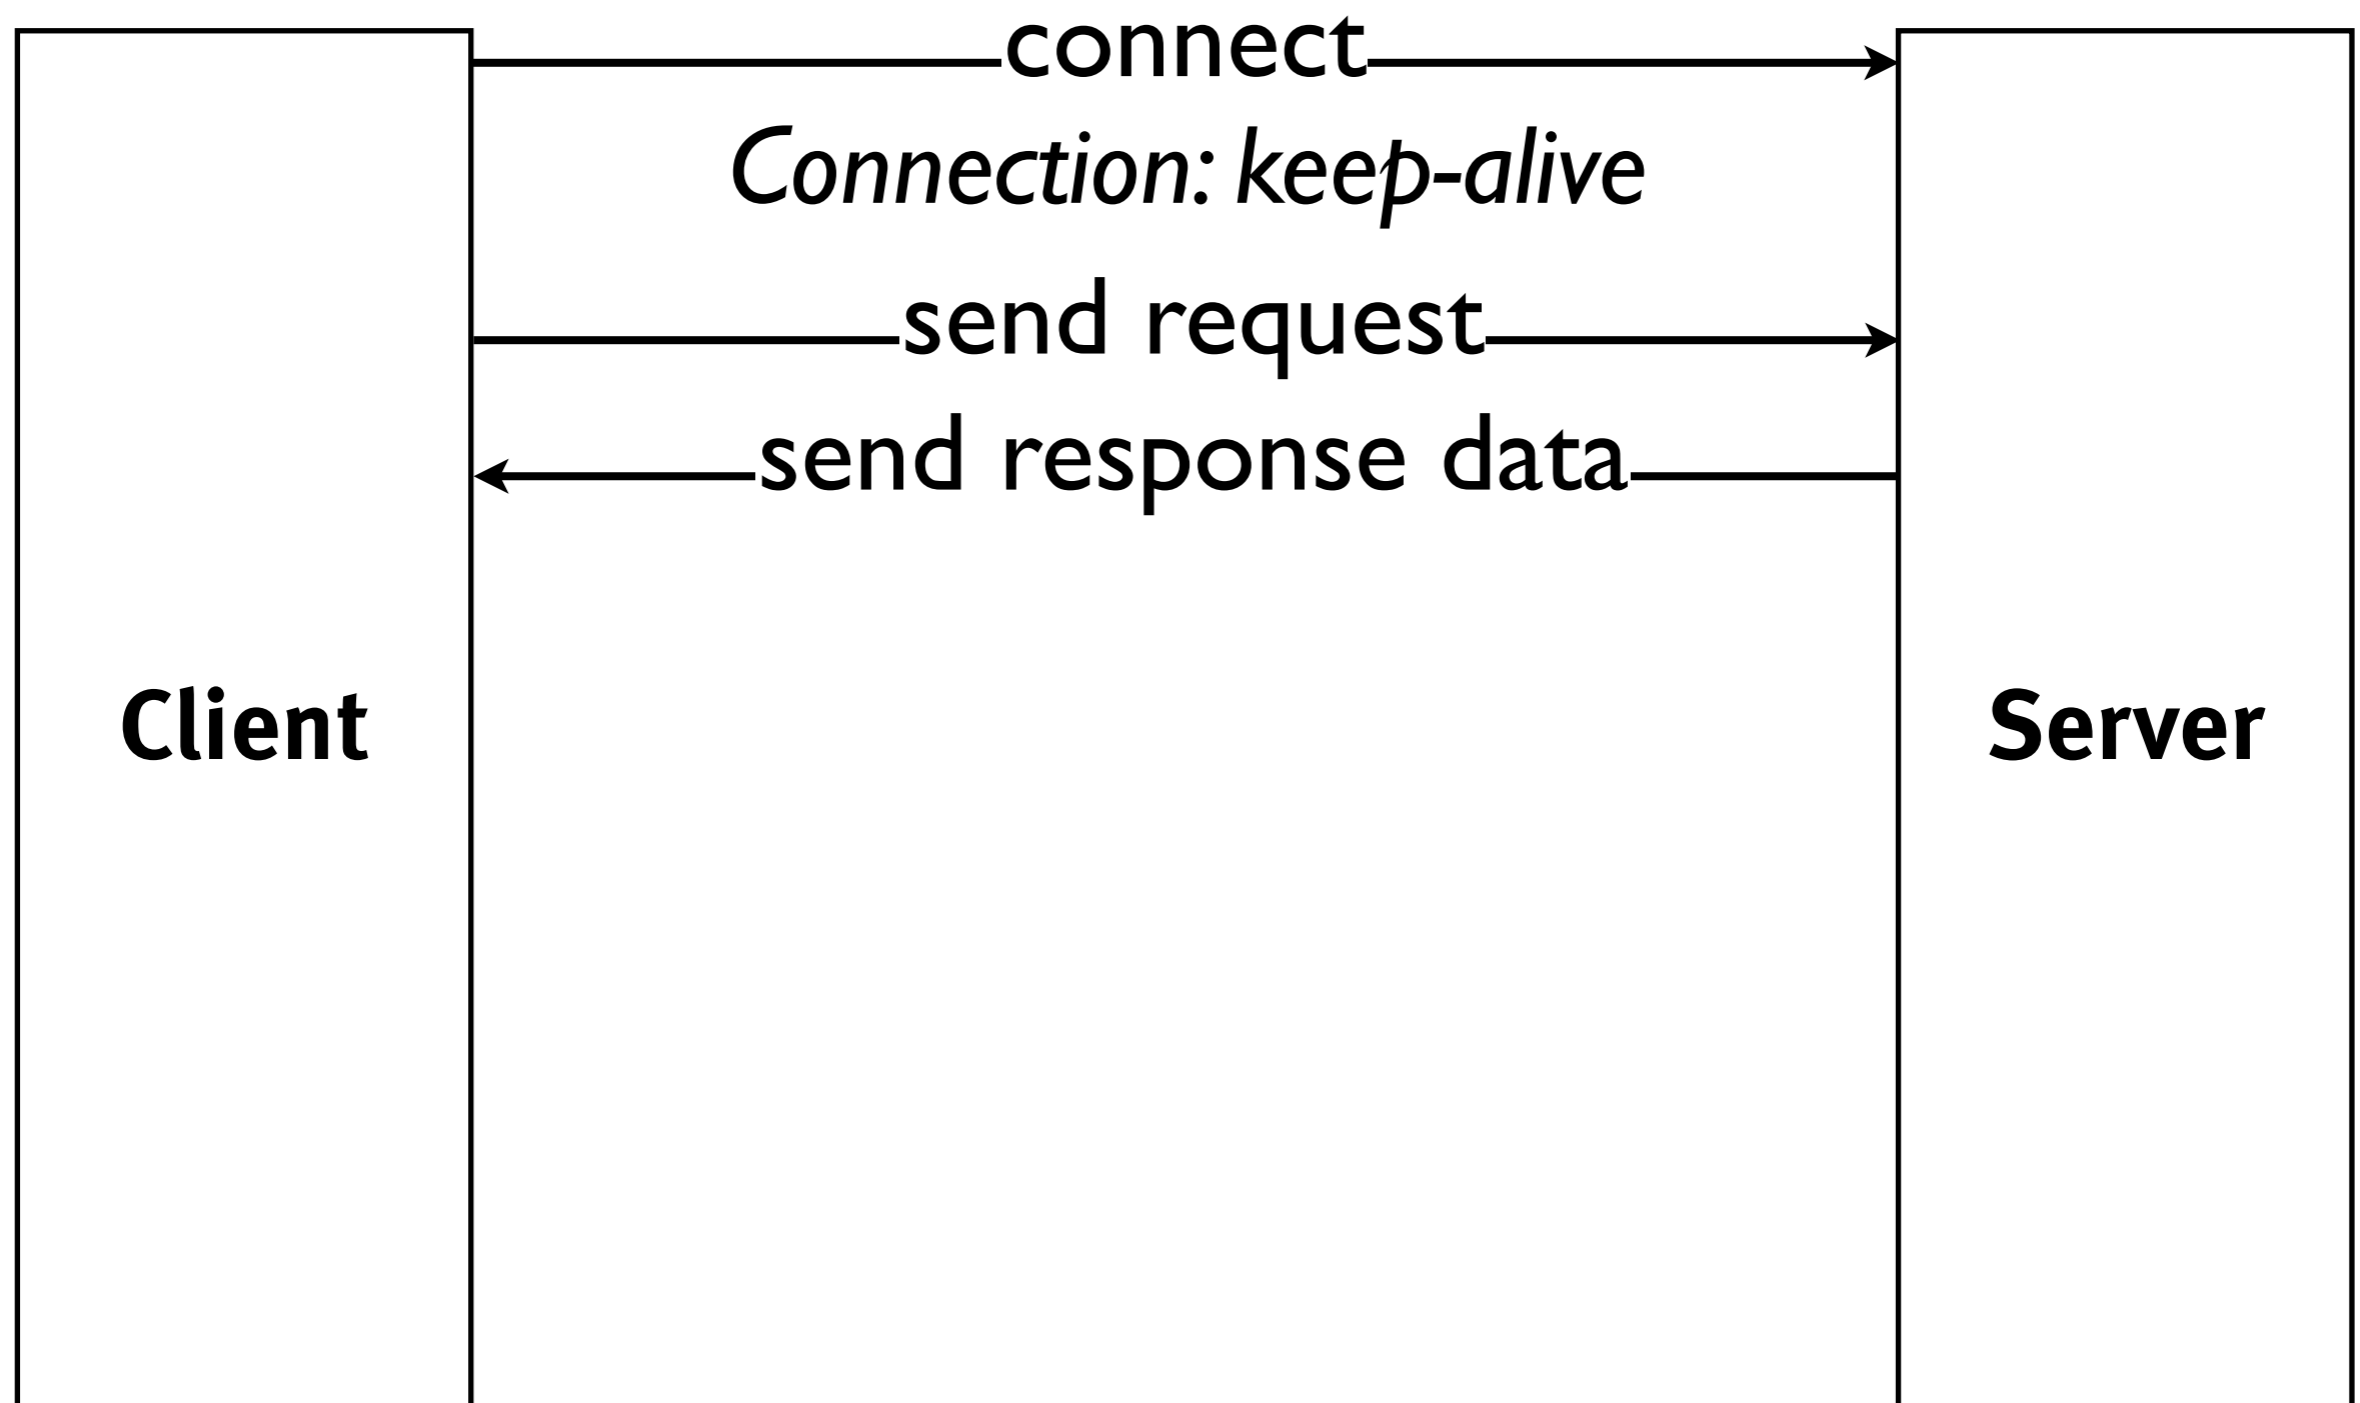 connect
Connection: keep-alive
send request
send response data
Client
Server